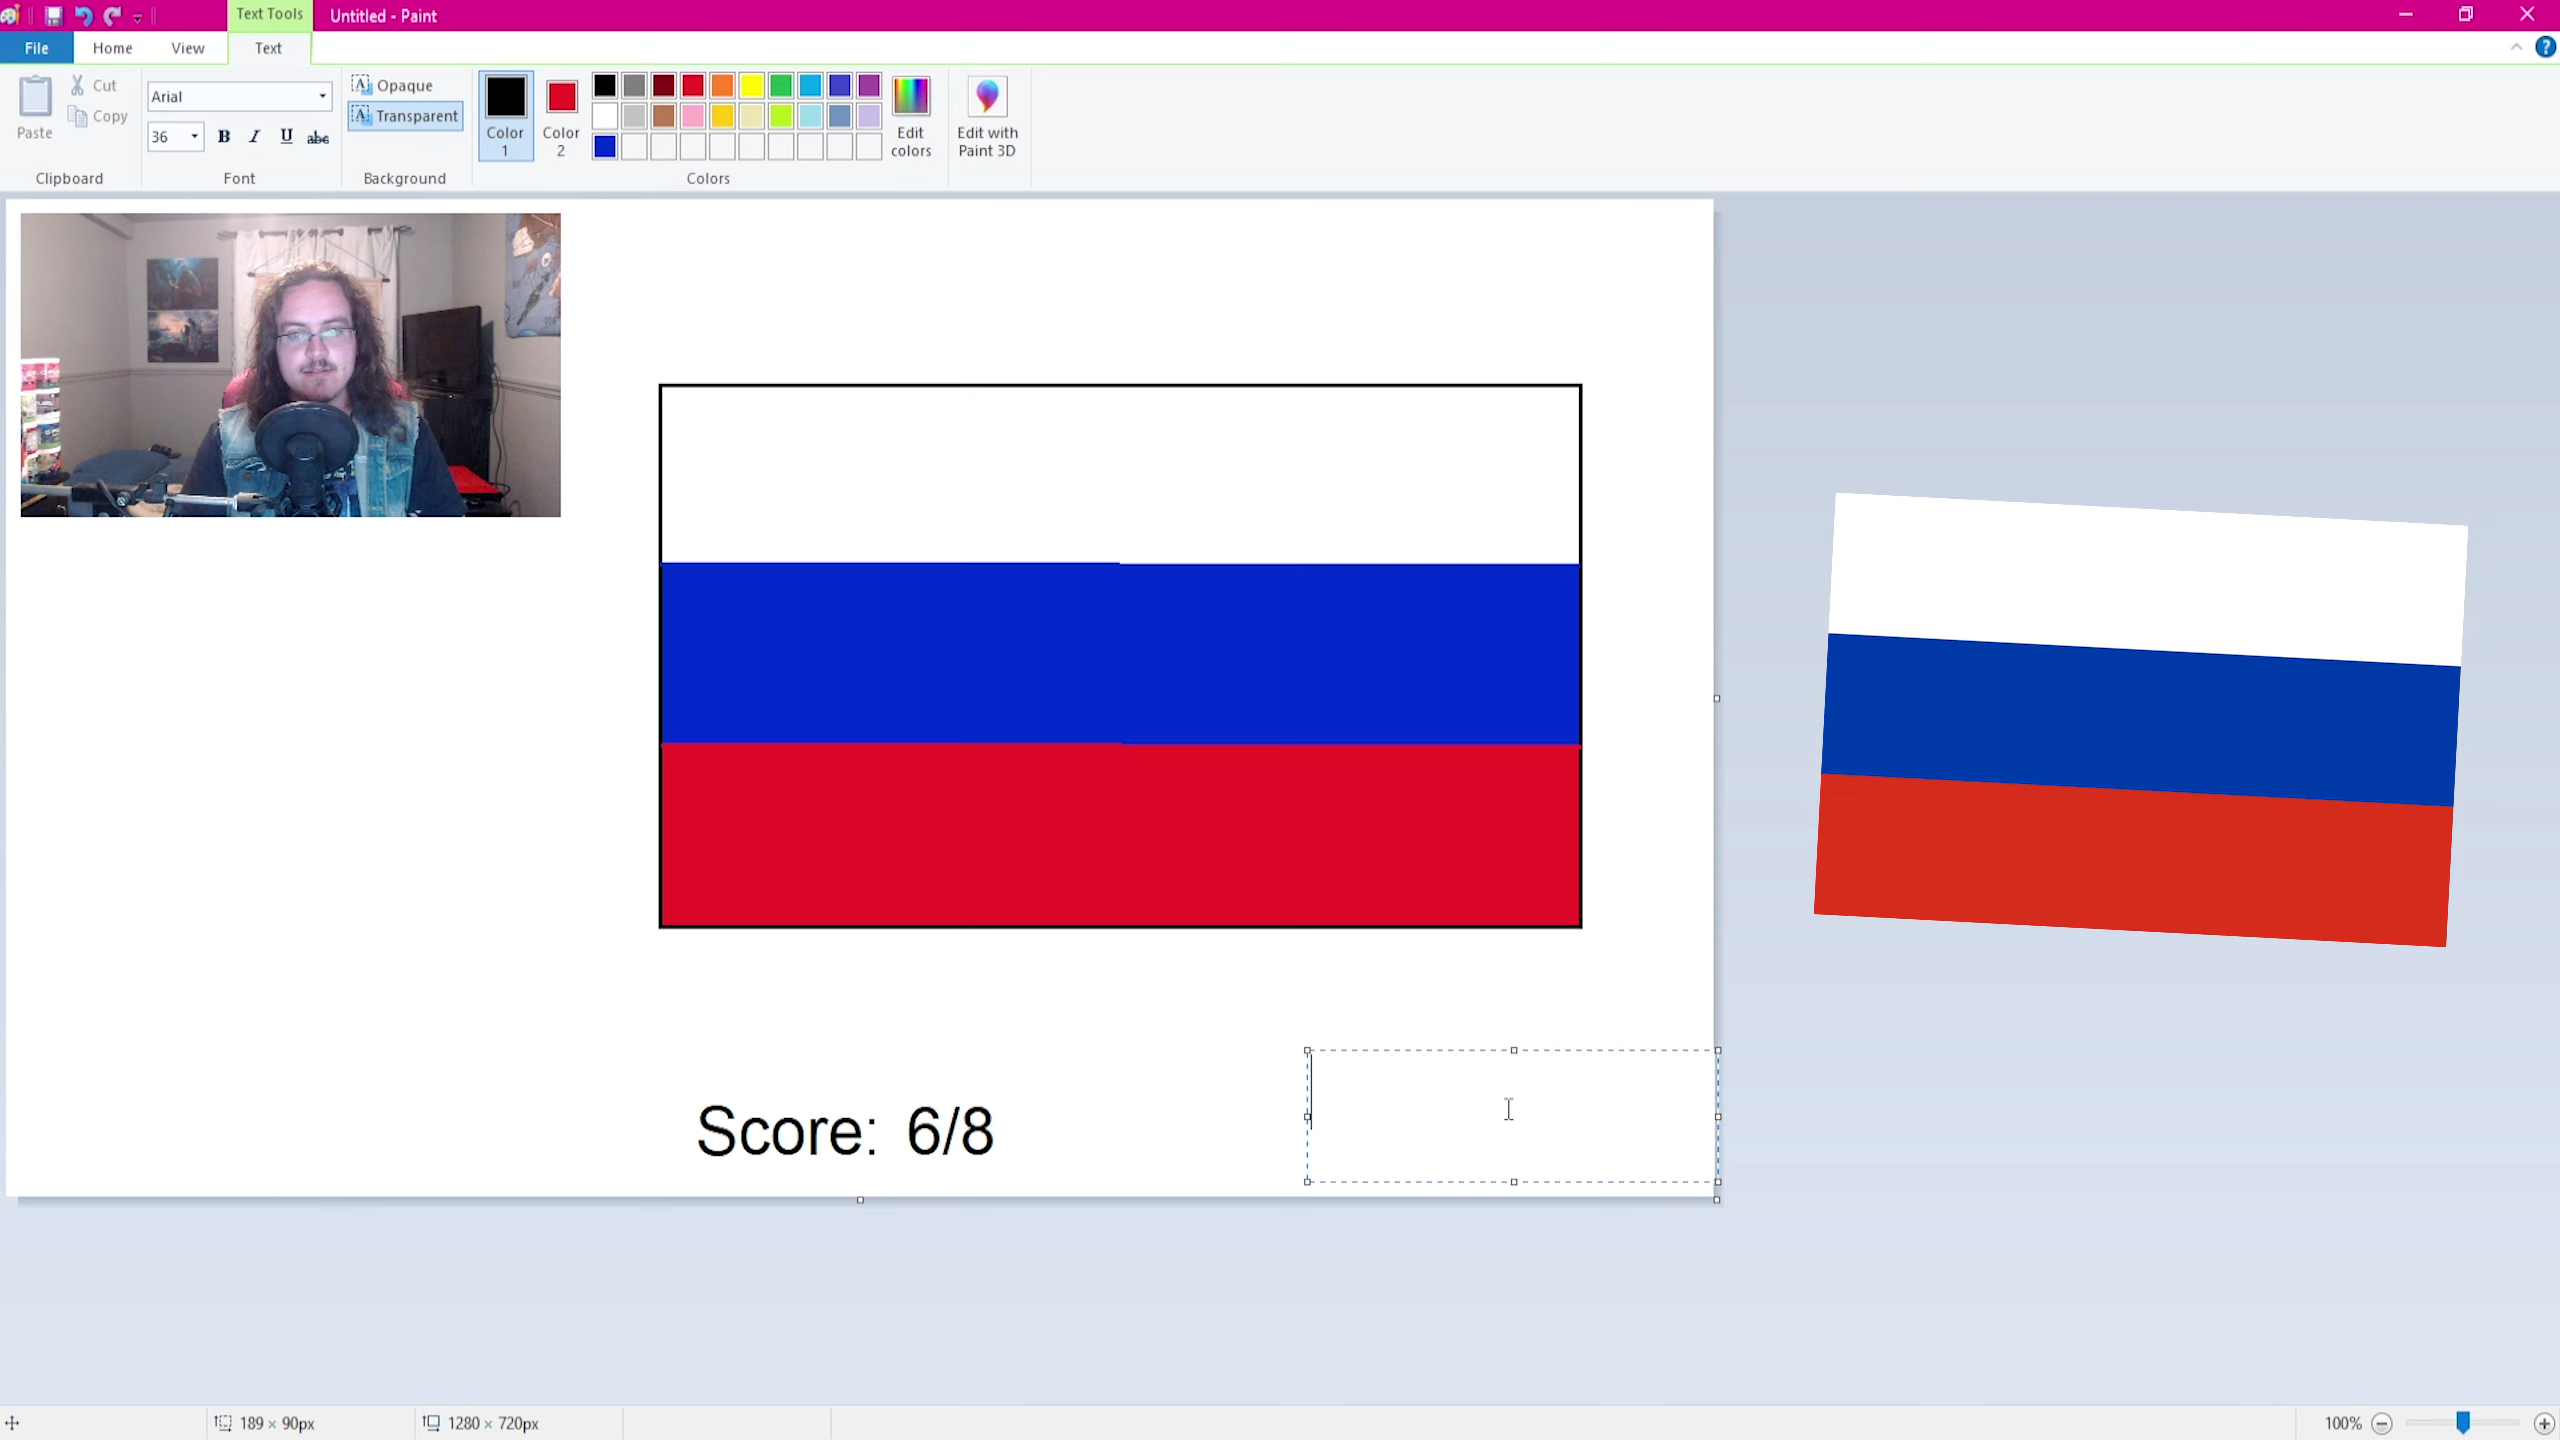 Text Tools
Untitled - Paint
File
Home
View
Text
Paste
Cut
Copy
Clipboard
Arial
36
B
I
U
abc
Font
Opaque
Transparent
Background
Color
1
Color
2
Edit
colors
Colors
Edit with
Paint 3D
Score: 6/8
189 × 90px
1280 × 720px
100%